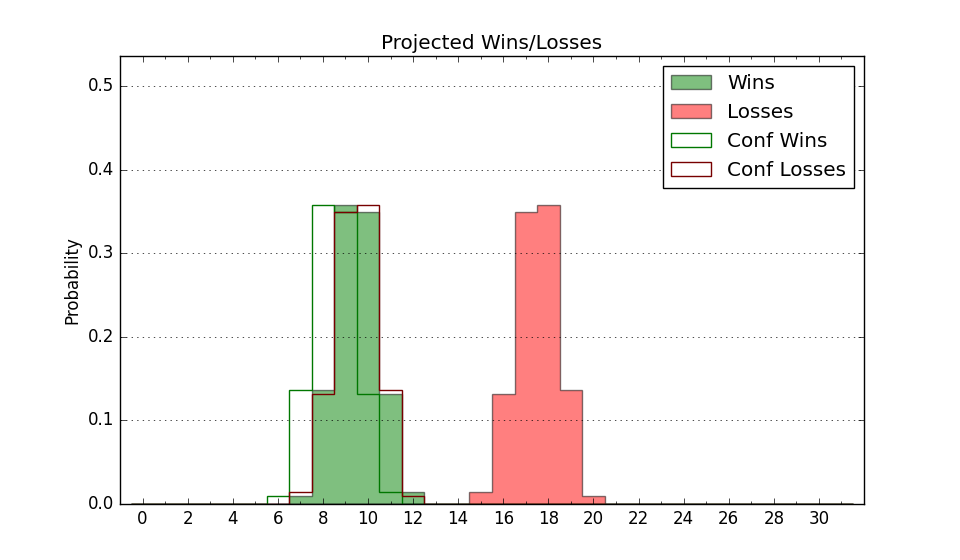 Projected Wins/Losses
Wins
Losses
Conf Wins
Conf Losses
Probability
0.5
0.4
0.3
0.2
0.1
0.0
0 2 4 6 8 10 12 14 16 18 20 22 24 26 28 30